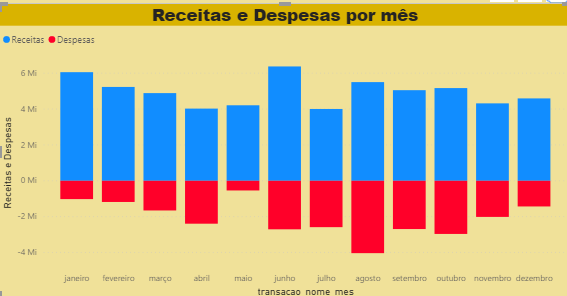 Receitas e Despesas por mês
Receitas Despesas
6 Mi
4 Mi
2 Mi
0 Mi
-2 Mi
-4 Mi
Receitas e Despesas
janeiro fevereiro março abril maio junho julho agosto setembro outubro novembro dezembro
transacao_nome_mes